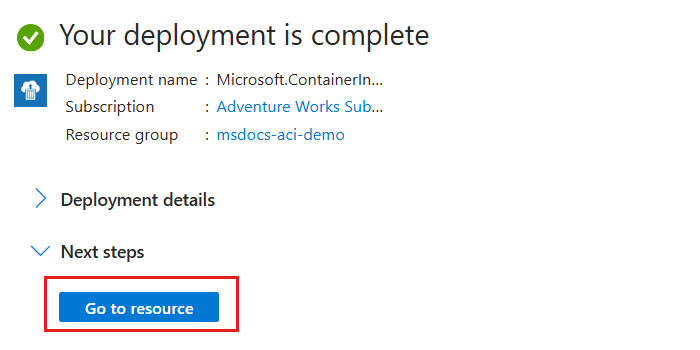 Your deployment is complete
Deployment name : Microsoft.ContainerIn...
Subscription : Adventure Works Sub...
Resource group : msdocs-aci-demo
Deployment details
Next steps
Go to resource